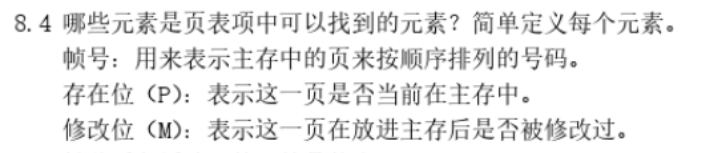 8.4 哪些元素是页表项中可以找到的元素？简单定义每个元素。
帧号：用来表示主存中的页来按顺序排列的号码。
存在位（P）：表示这一页是否当前在主存中。
修改位（M）：表示这一页在放进主存后是否被修改过。